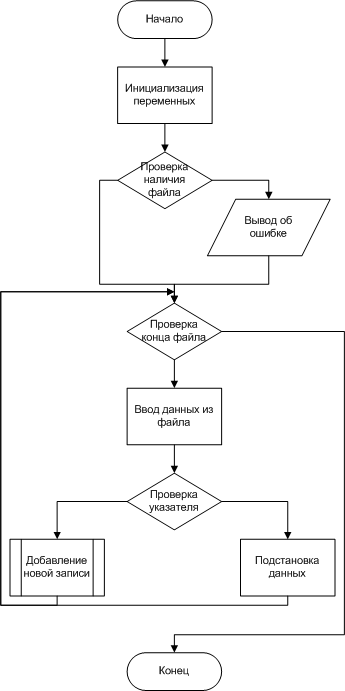 Начало
Инициализация
переменных
Проверка
наличия
файла
Вывод об
ошибке
Проверка
конца файла
Ввод данных из
файла
Проверка
указателя
Добавление
новой записи
Подстановка
данных
Конец